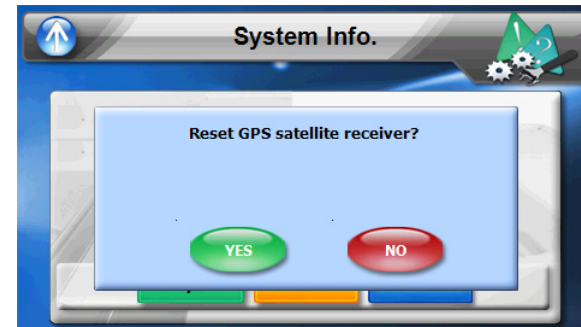 System Info.
Reset GPS satellite receiver?
YES
NO